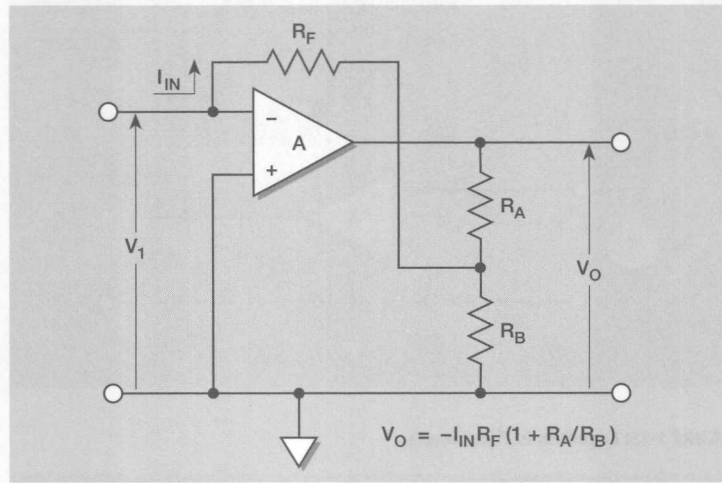 R_F
I_IN
−
A
+
R_A
V_1
V_O
R_B
V_O = −I_IN R_F (1 + R_A/R_B)